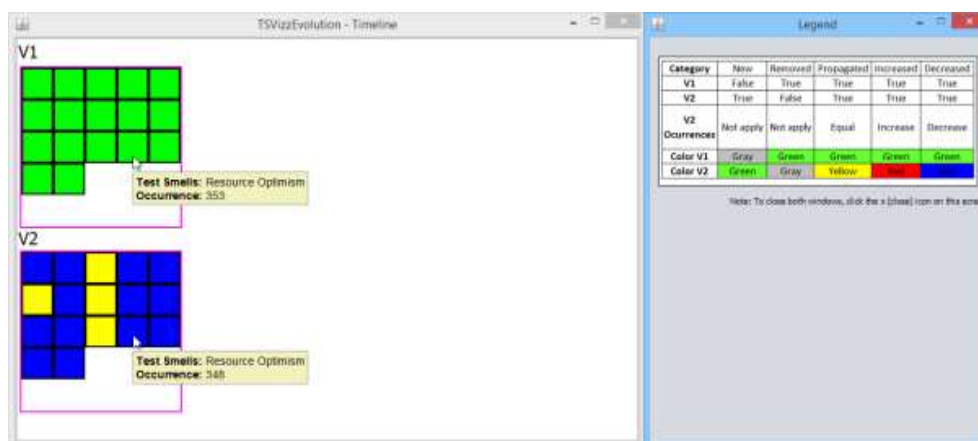 TSVizzEvolution - Timeline
V1
Test Smells: Resource Optimism
Occurrence: 353
V2
Test Smells: Resource Optimism
Occurrence: 348
Legend
Category New Removed Propagated Increased Decreased
V1 False True True True True
V2 True False True True True
V2 Ocurrences Not apply Not apply Equal Increase Decrease
Color V1 Gray Green Green Green Green
Color V2 Green Gray Yellow Red
Note: To close both windows, click the x (close) icon on this